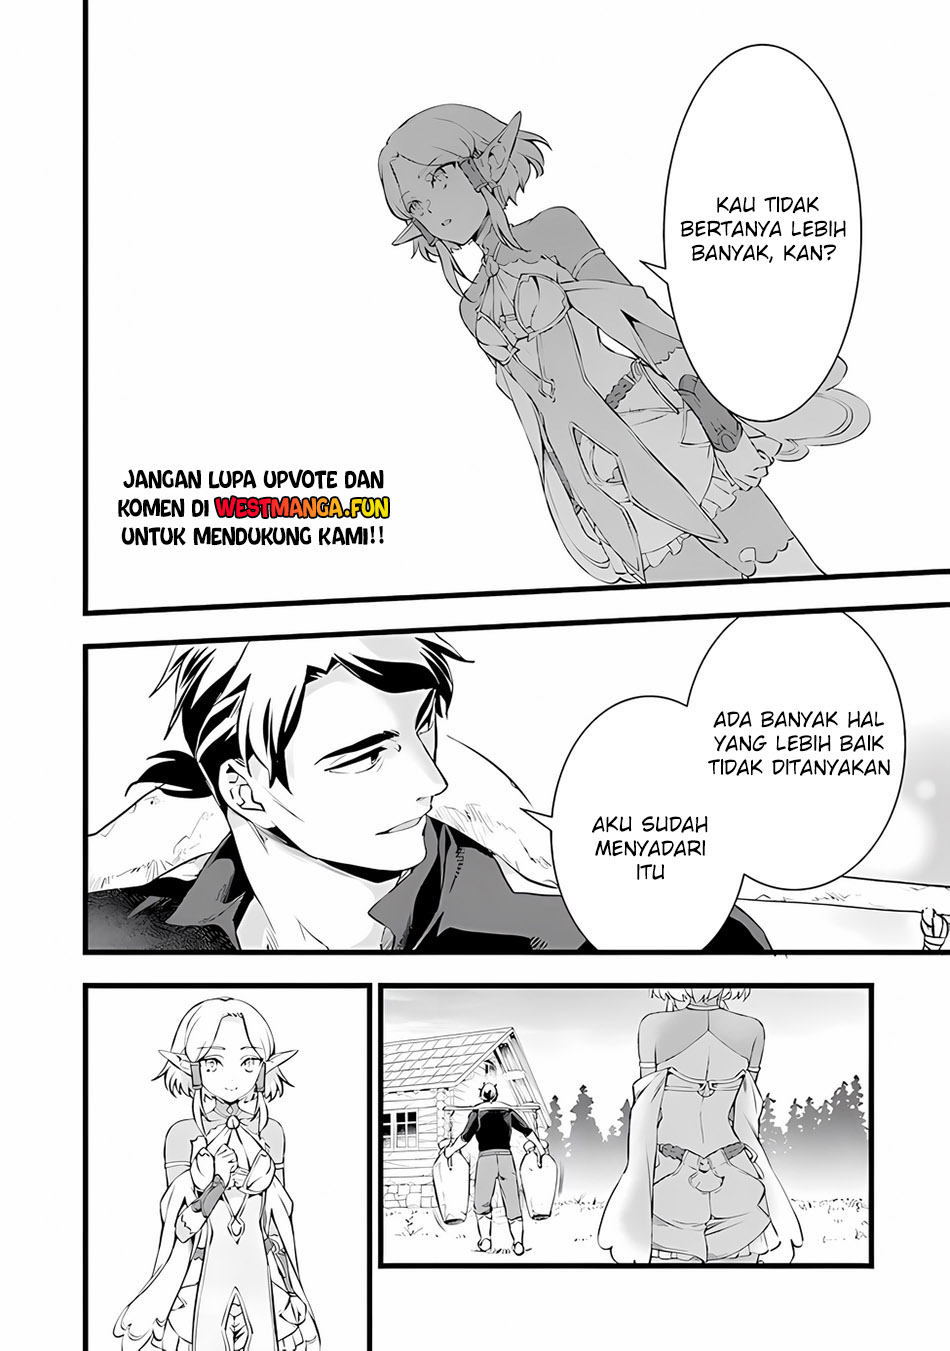 KAU TIDAK
BERTANYA LEBIH
BANYAK, KAN?
JANGAN LUPA UPVOTE DAN
KOMEN DI WESTMANGA.FUN
UNTUK MENDUKUNG KAMI!!
ADA BANYAK HAL
YANG LEBIH BAIK
TIDAK DITANYAKAN
AKU SUDAH
MENYADARI
ITU